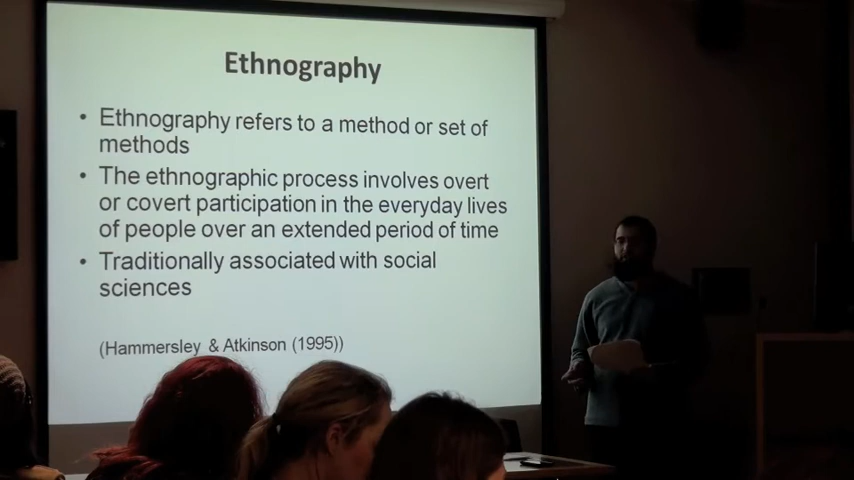 Ethnography
• Ethnography refers to a method or set of
methods
• The ethnographic process involves overt
or covert participation in the everyday lives
of people over an extended period of time
• Traditionally associated with social
sciences
(Hammersley & Atkinson (1995))